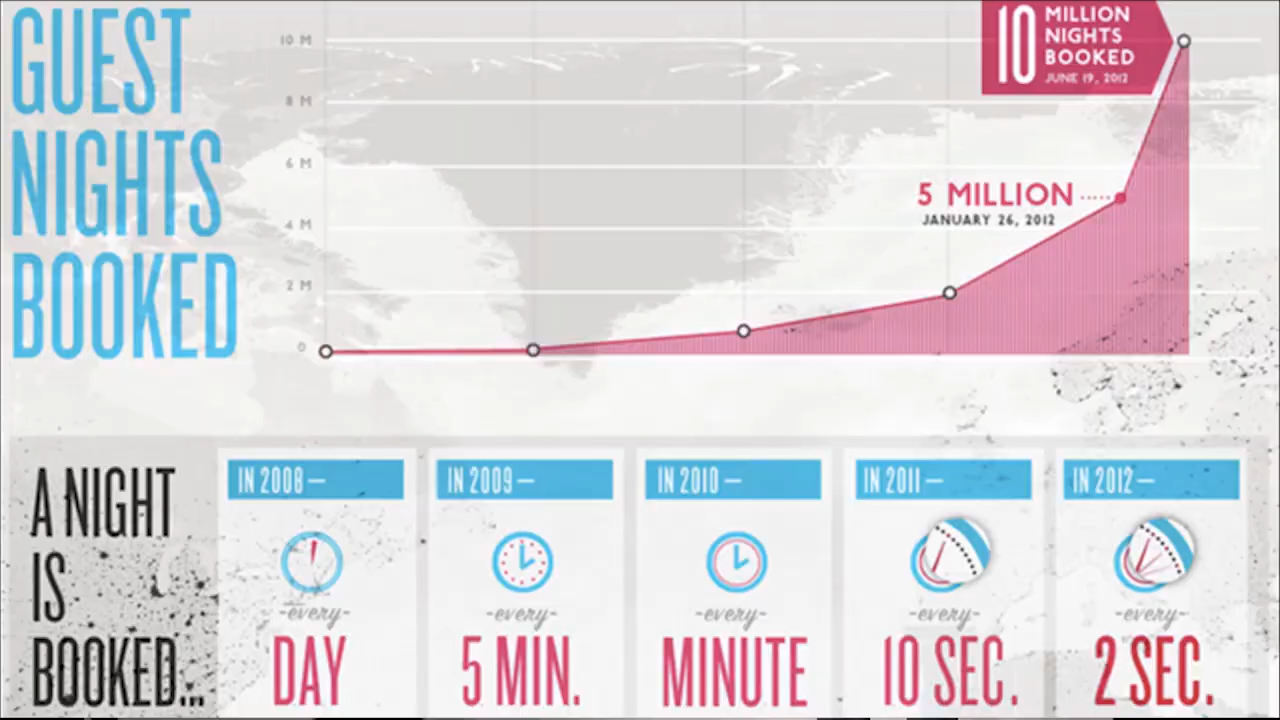 GUEST
NIGHTS
BOOKED
10 M
8 M
6 M
4 M
2 M
0
10 MILLION
NIGHTS
BOOKED
JUNE 19, 2012
5 MILLION
JANUARY 26, 2012
A NIGHT
IS
BOOKED...
IN 2008 —
-every-
DAY
IN 2009 —
-every-
5 MIN.
IN 2010 —
-every-
MINUTE
IN 2011 —
-every-
10 SEC.
IN 2012 —
-every-
2 SEC.